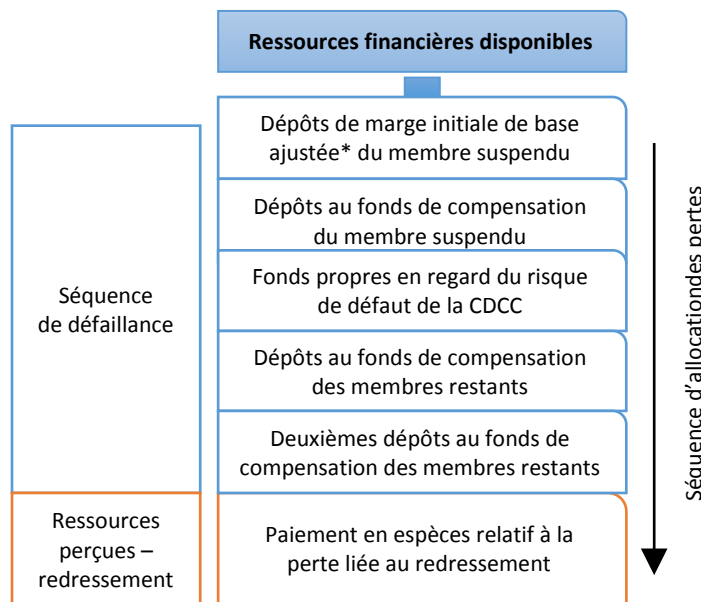 Ressources financières disponibles
Dépôts de marge initiale de base
ajustée* du membre suspendu
Dépôts au fonds de compensation
du membre suspendu
Fonds propres en regard du risque
de défaut de la CDCC
Dépôts au fonds de compensation
des membres restants
Deuxièmes dépôts au fonds de
compensation des membres restants
Séquence
de défaillance
Ressources
perçues –
redressement
Paiement en espèces relatif à la
perte liée au redressement
Séquence d'allocationdes pertes